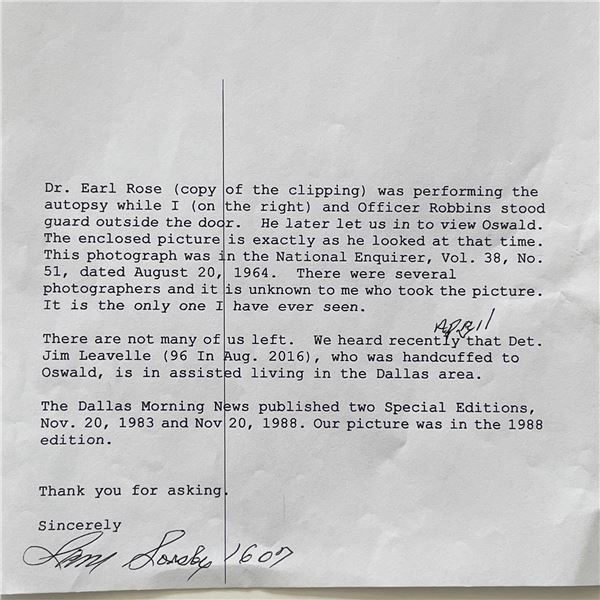 Dr. Earl Rose (copy of the clipping) was performing the
autopsy while I (on the right) and Officer Robbins stood
guard outside the door.  He later let us in to view Oswald.
The enclosed picture is exactly as he looked at that time.
This photograph was in the National Enquirer, Vol. 38, No.
51, dated August 20, 1964.  There were several
photographers and it is unknown to me who took the picture.
It is the only one I have ever seen.
April
There are not many of us left.  We heard recently that Det.
Jim Leavelle (96 In Aug. 2016), who was handcuffed to
Oswald, is in assisted living in the Dallas area.
The Dallas Morning News published two Special Editions,
Nov. 20, 1983 and Nov 20, 1988. Our picture was in the 1988
edition.
Thank you for asking.
Sincerely
1607